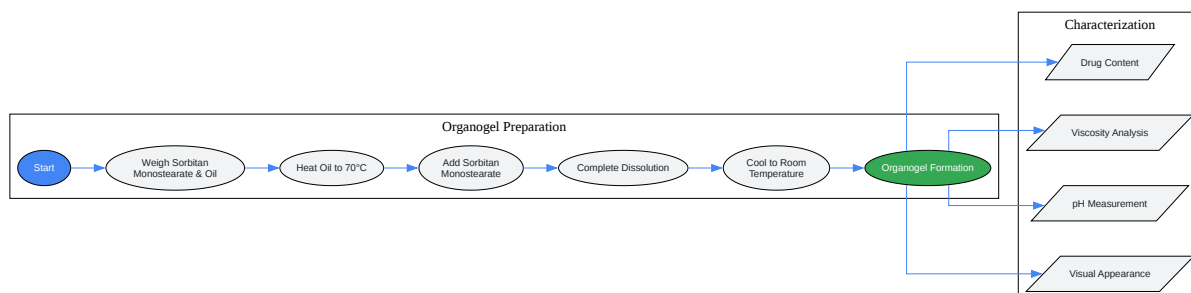 Characterization
Drug Content
Organogel Preparation
Start
Weigh Sorbitan
Monostearate & Oil
Heat Oil to 70°C
Add Sorbitan
Monostearate
Complete Dissolution
Cool to Room
Temperature
Organogel Formation
Viscosity Analysis
pH Measurement
Visual Appearance